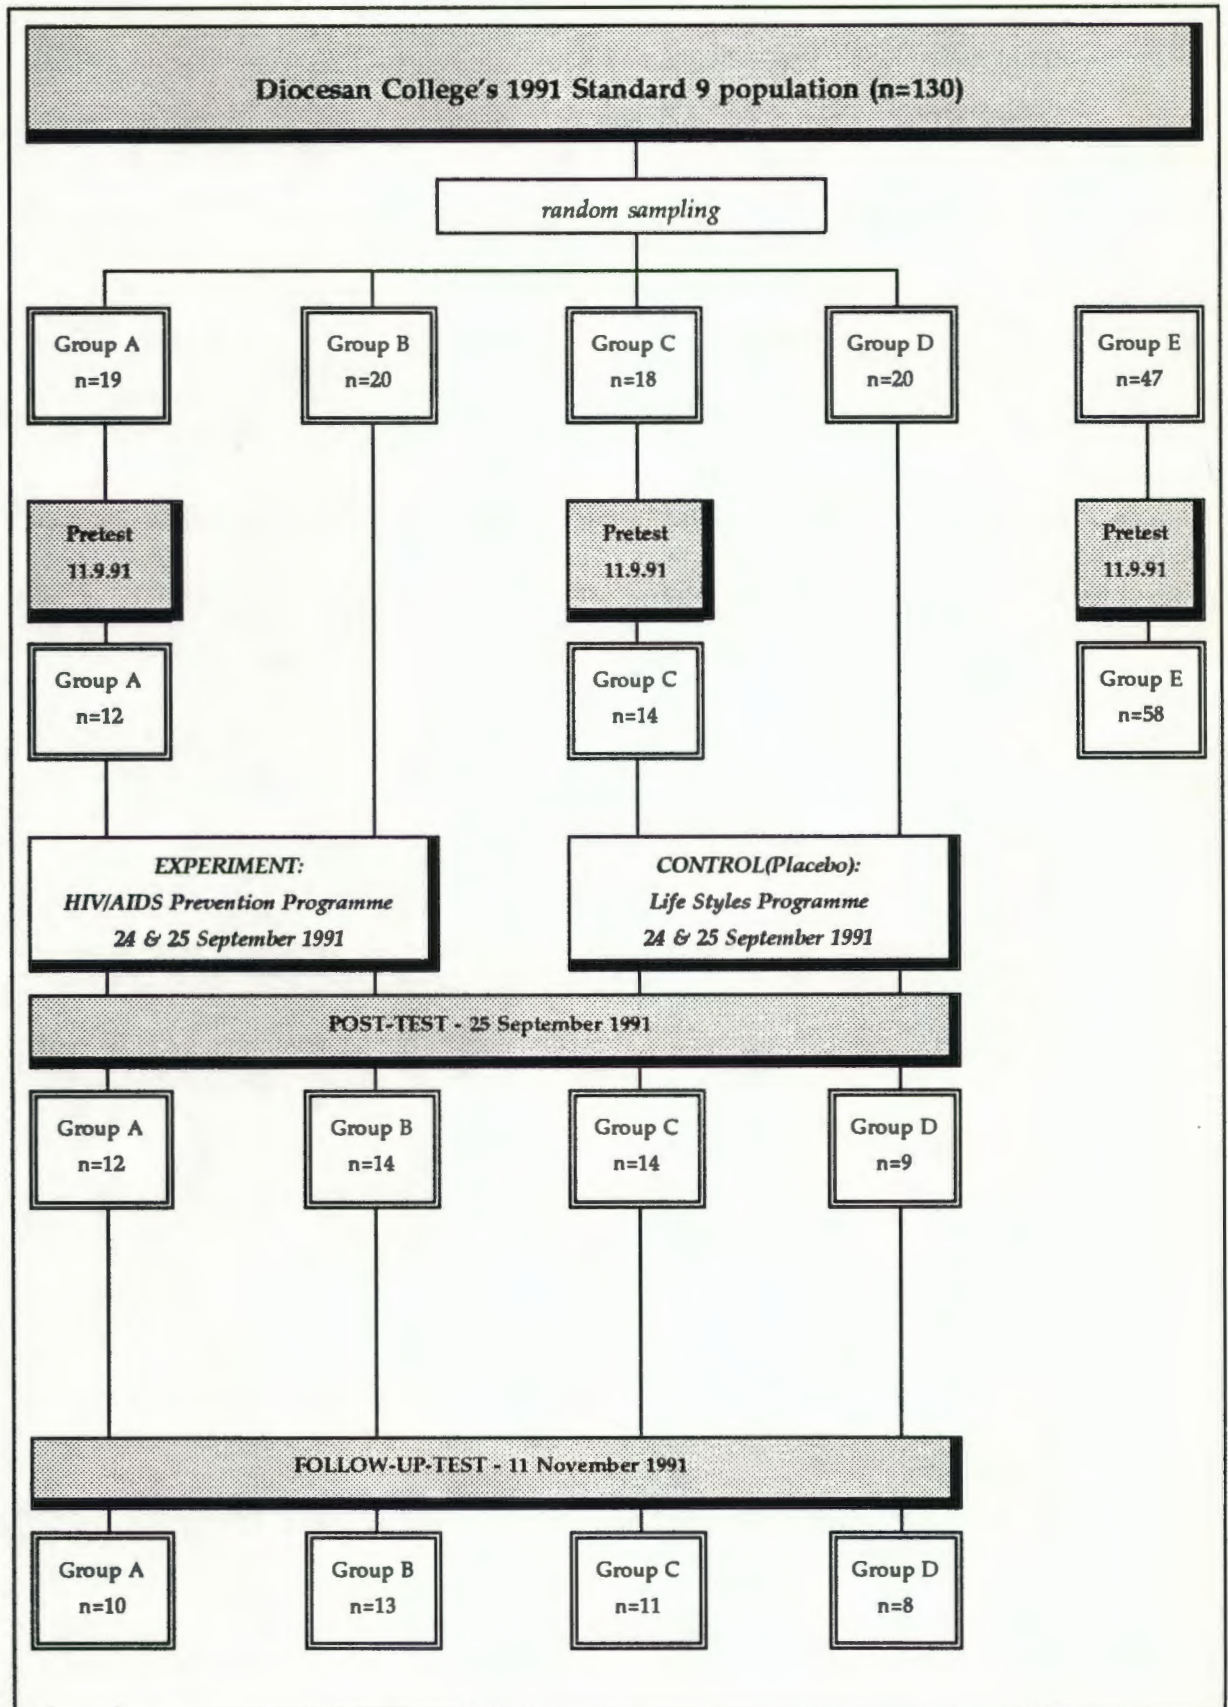 Diocesan College's 1991 Standard 9 population (n=130)
random sampling
Group A
n=19
Group B
n=20
Group C
n=18
Group D
n=20
Group E
n=47
Pretest
11.9.91
Pretest
11.9.91
Pretest
11.9.91
Group A
n=12
Group C
n=14
Group E
n=58
EXPERIMENT:
HIV/AIDS Prevention Programme
24 & 25 September 1991
CONTROL(Placebo):
Life Styles Programme
24 & 25 September 1991
POST-TEST - 25 September 1991
Group A
n=12
Group B
n=14
Group C
n=14
Group D
n=9
FOLLOW-UP-TEST - 11 November 1991
Group A
n=10
Group B
n=13
Group C
n=11
Group D
n=8